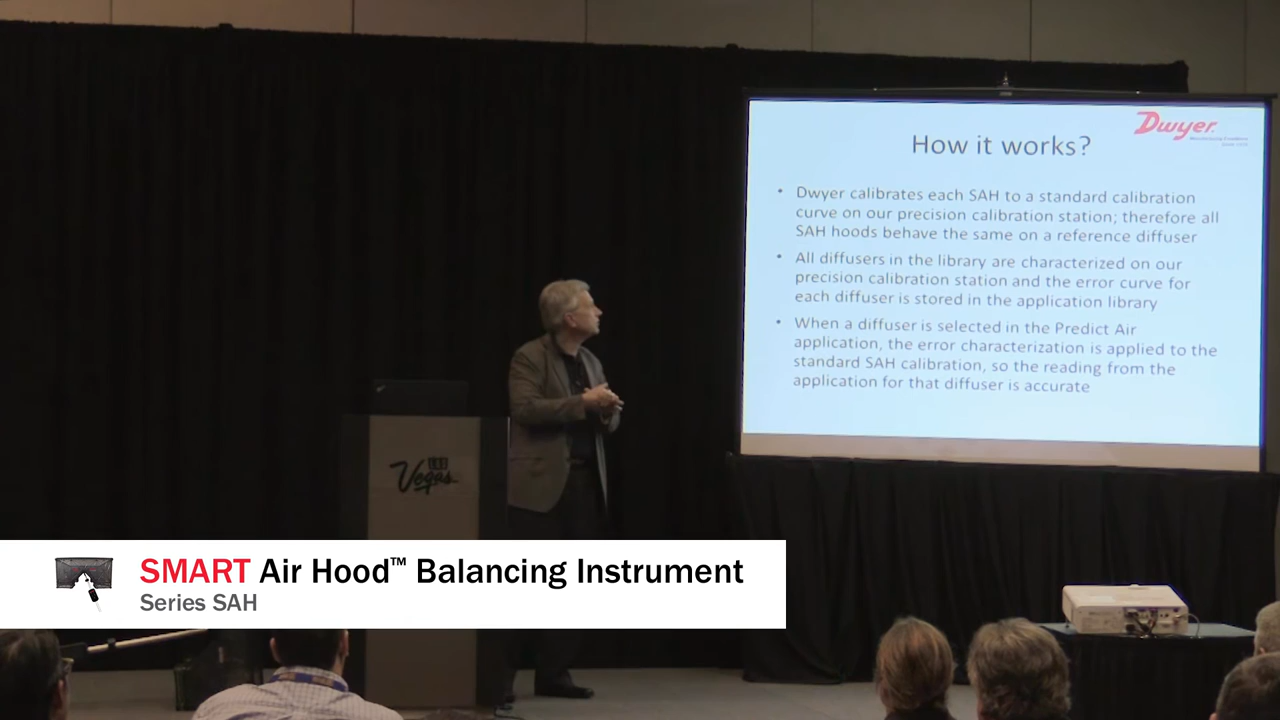 Dwyer
How it works?
• Dwyer calibrates each SAH to a standard calibration
curve on our precision calibration station; therefore all
SAH hoods behave the same on a reference diffuser
• All diffusers in the library are characterized on our
precision calibration station and the error curve for
each diffuser is stored in the application library
• When a diffuser is selected in the Predict Air
application, the error characterization is applied to the
standard SAH calibration, so the reading from the
application for that diffuser is accurate
LAS
Vegas
SMART Air Hood™ Balancing Instrument
Series SAH